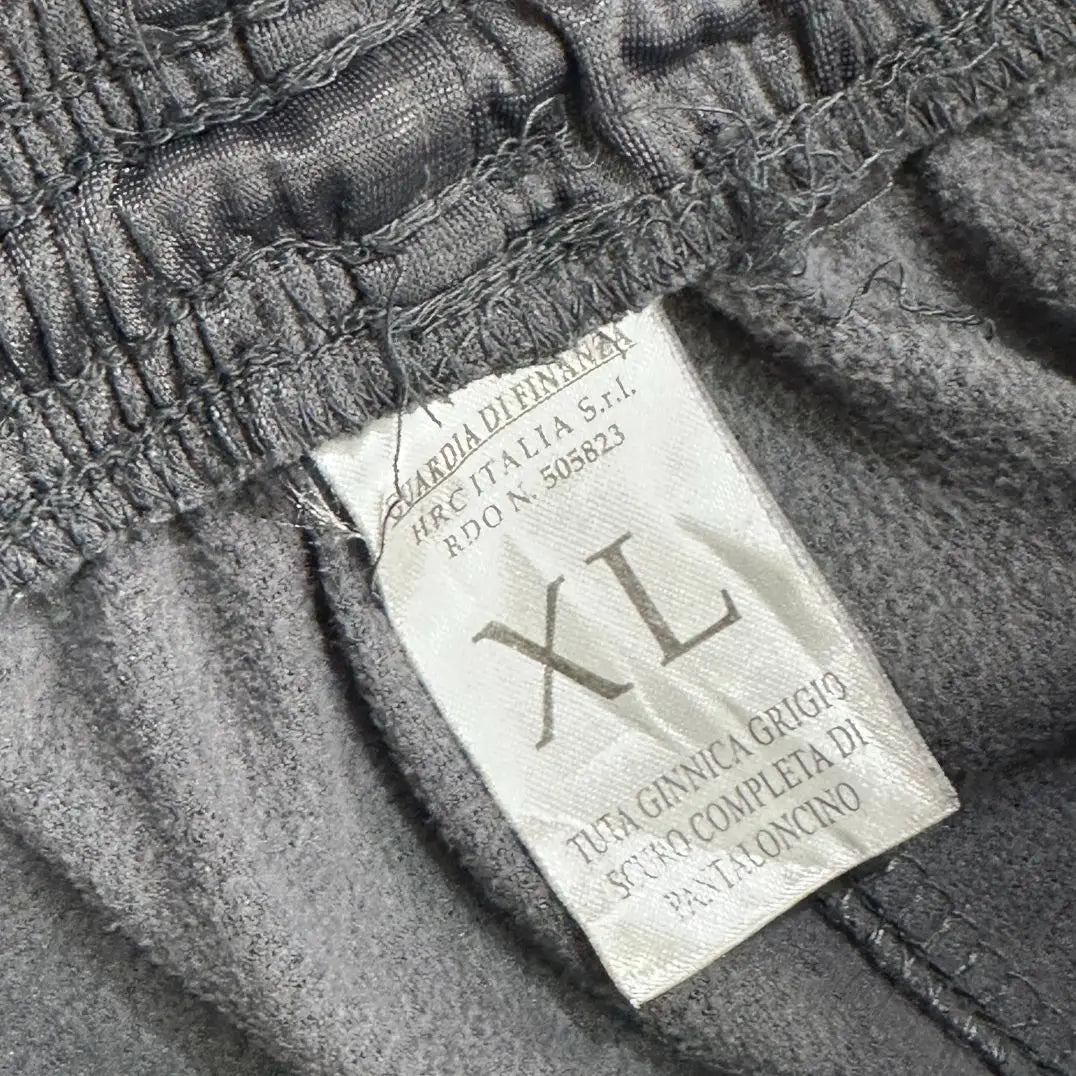 GUARDIA DI FINANZA
HRC ITALIA S.r.l.
RDO N. 505823
XL
TUTA GINNICA GRIGIO
SCURO COMPLETA DI
PANTALONCINO